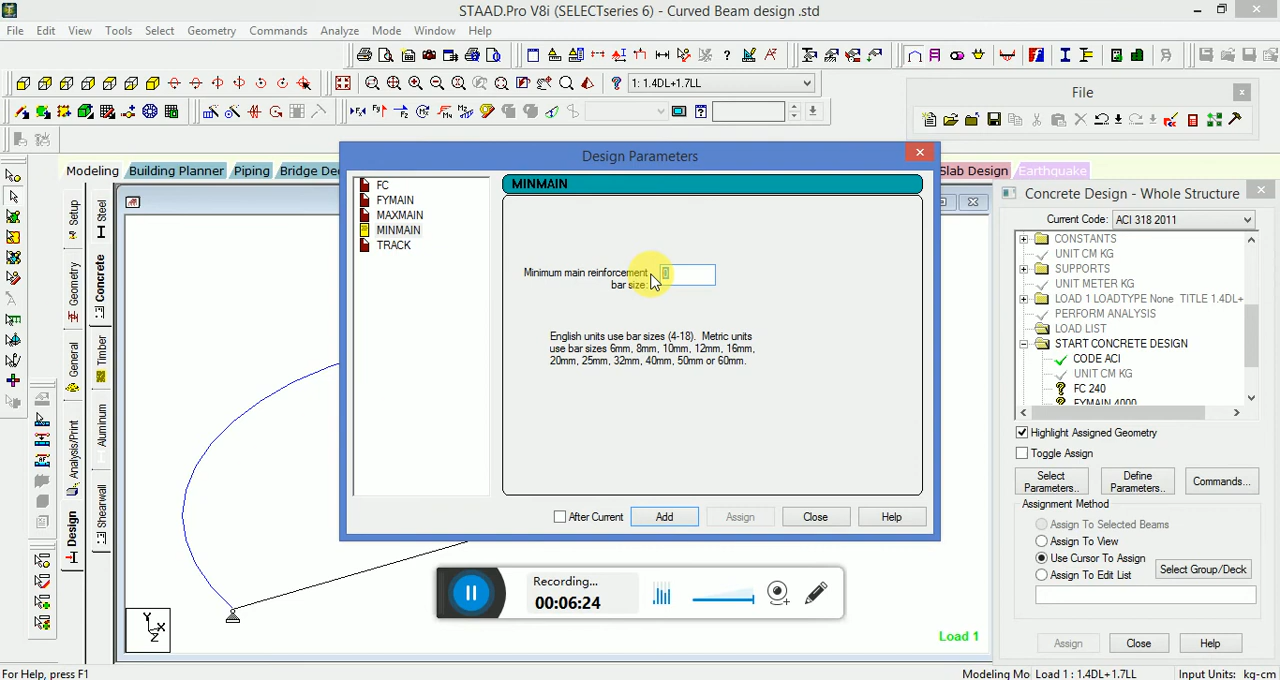 STAAD.Pro V8i (SELECTseries 6) - Curved Beam design .std
File Edit View Tools Select Geometry Commands Analyze Mode Window Help
1: 1.4DL+1.7LL
File
Modeling Building Planner Piping Bridge De Slab Design Earthquake
Design Parameters
Concrete Design - Whole Structure
Current Code: ACI 318 2011
CONSTANTS
UNIT CM KG
SUPPORTS
UNIT METER KG
LOAD 1 LOADTYPE None TITLE 1.4DL+
PERFORM ANALYSIS
LOAD LIST
START CONCRETE DESIGN
CODE ACI
UNIT CM KG
FC 240
FYMAIN 4000
Highlight Assigned Geometry
Toggle Assign
Select Parameters..
Define Parameters..
Commands...
Assignment Method
Assign To Selected Beams
Assign To View
Use Cursor To Assign
Assign To Edit List
Select Group/Deck
Assign Close Help
FC
FYMAIN
MAXMAIN
MINMAIN
TRACK
MINMAIN
Minimum main reinforcement
bar size:
English units use bar sizes (4-18). Metric units
use bar sizes 6mm, 8mm, 10mm, 12mm, 16mm,
20mm, 25mm, 32mm, 40mm, 50mm or 60mm.
After Current Add Assign Close Help
Setup
Geometry
General
Analysis/Print
Design
Steel
Concrete
Timber
Aluminum
Shearwall
Recording...
00:06:24
Y
X
Z
Load 1
For Help, press F1
Modeling Mo Load 1 : 1.4DL+1.7LL Input Units: kg-cm